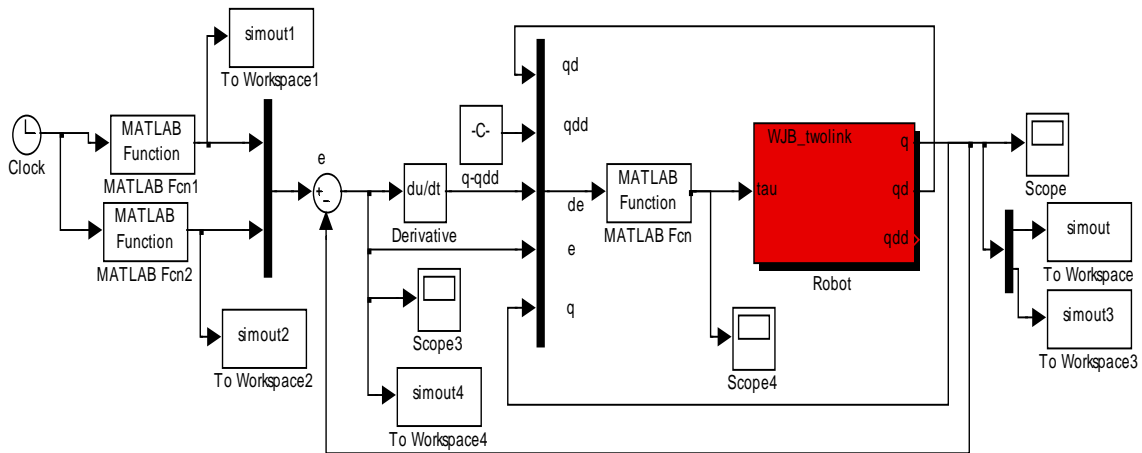 simout1
To Workspace1
Clock
MATLAB
Function
MATLAB Fcn1
MATLAB
Function
MATLAB Fcn2
simout2
To Workspace2
e
+
-
du/dt
Derivative
Scope3
simout4
To Workspace4
-C-
qd
qdd
q-qdd
de
e
q
MATLAB
Function
MATLAB Fcn
Scope4
WJB_twolink
tau
q
qd
qdd
Robot
Scope
simout
To Workspace
simout3
To Workspace3